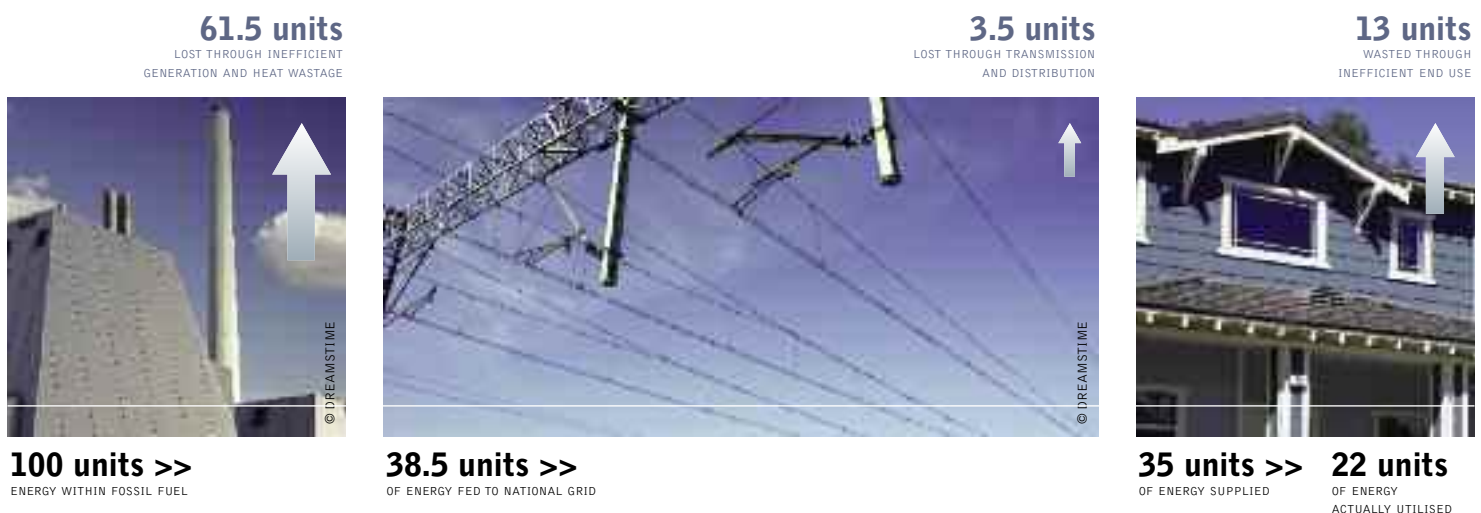 61.5 units
LOST THROUGH INEFFICIENT
GENERATION AND HEAT WASTAGE
3.5 units
LOST THROUGH TRANSMISSION
AND DISTRIBUTION
13 units
WASTED THROUGH
INEFFICIENT END USE
© DREAMSTIME
© DREAMSTIME
100 units >>
ENERGY WITHIN FOSSIL FUEL
38.5 units >>
OF ENERGY FED TO NATIONAL GRID
35 units >>
OF ENERGY SUPPLIED
22 units
OF ENERGY
ACTUALLY UTILISED